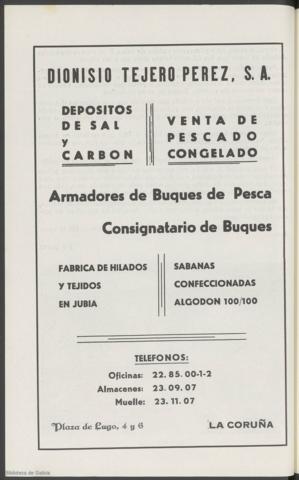 DIONISIO TEJERO PEREZ, S. A.
DEPOSITOS
DE SAL
y
CARBON
VENTA DE
PESCADO
CONGELADO
Armadores de Buques de Pesca
Consignatario de Buques
FABRICA DE HILADOS
Y TEJIDOS
EN JUBIA
SABANAS
CONFECCIONADAS
ALGODON 100/100
TELEFONOS:
Oficinas: 22. 85. 00-1-2
Almacenes: 23. 09. 07
Muelle: 23. 11. 07
Plaza de Lugo, 4 y 6
LA CORUÑA
Biblioteca de Galicia